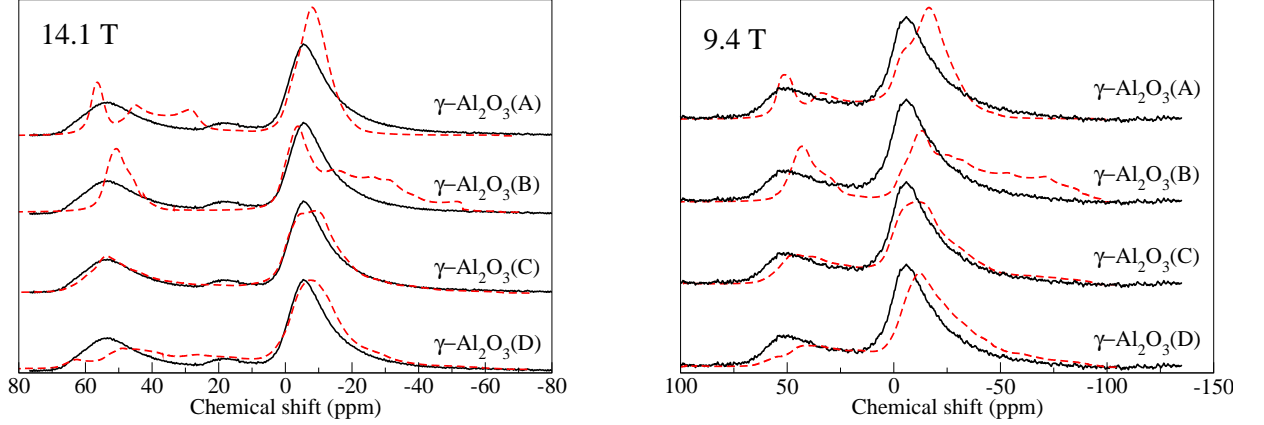 14.1 T
γ−Al2O3(A)
γ−Al2O3(B)
γ−Al2O3(C)
γ−Al2O3(D)
80 60 40 20 0 -20 -40 -60 -80
Chemical shift (ppm)
9.4 T
γ−Al2O3(A)
γ−Al2O3(B)
γ−Al2O3(C)
γ−Al2O3(D)
100 50 0 -50 -100 -150
Chemical shift (ppm)